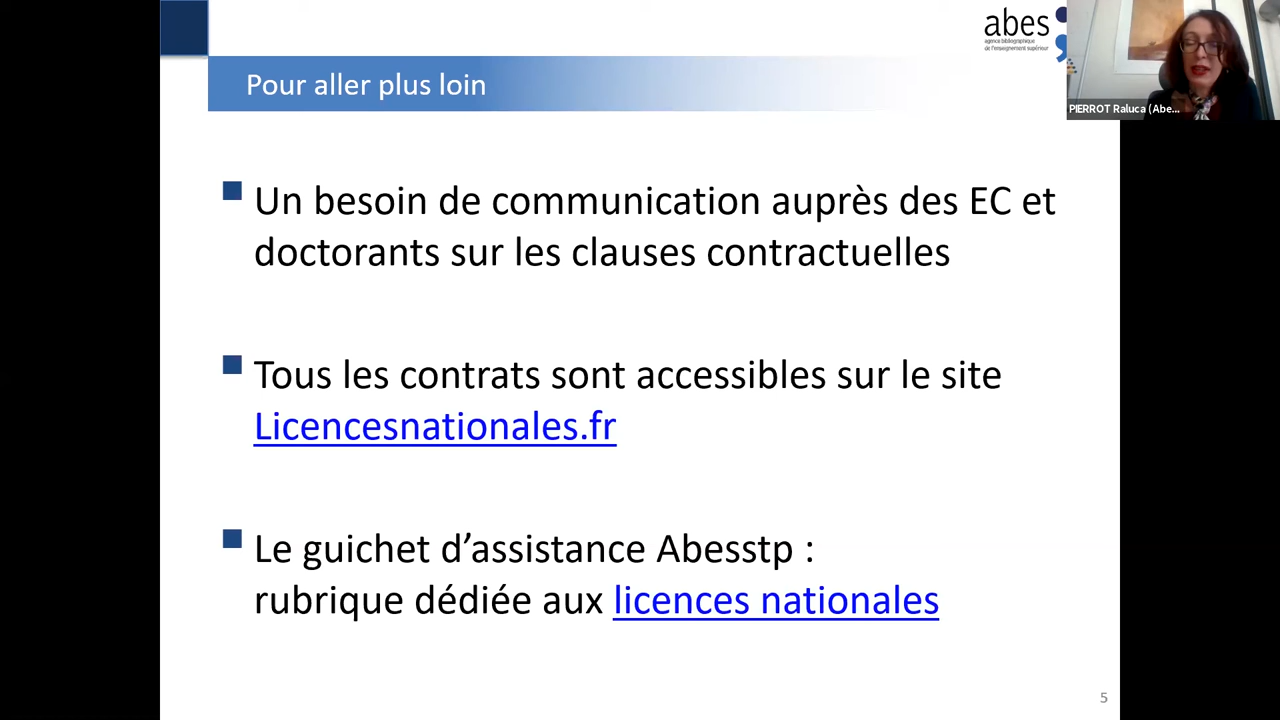 abes
agence bibliographique
de l'enseignement supérieur
Pour aller plus loin
PIERROT Raluca (Abe...
Un besoin de communication auprès des EC et
doctorants sur les clauses contractuelles
Tous les contrats sont accessibles sur le site
Licencesnationales.fr
Le guichet d’assistance Abesstp :
rubrique dédiée aux licences nationales
5